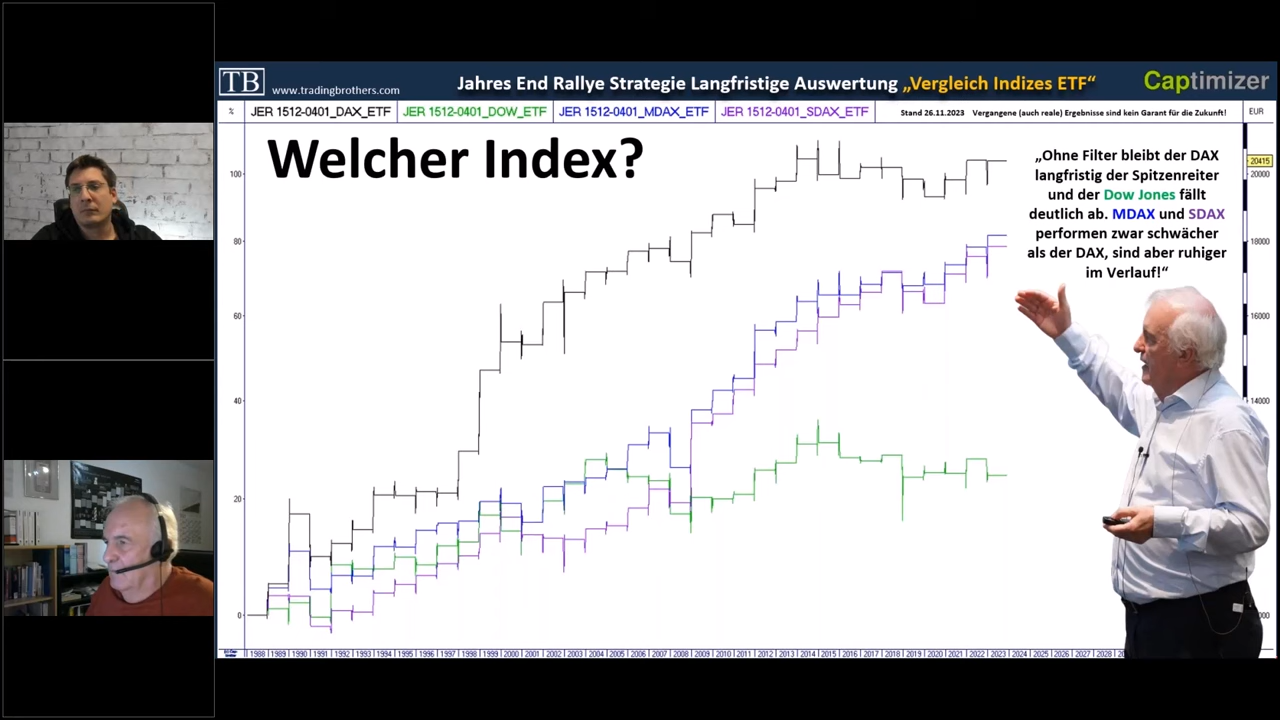 TB www.tradingbrothers.com
Jahres End Rallye Strategie Langfristige Auswertung „Vergleich Indizes ETF“
Captimizer
% JER 1512-0401_DAX_ETF JER 1512-0401_DOW_ETF JER 1512-0401_MDAX_ETF JER 1512-0401_SDAX_ETF Stand 26.11.2023 Vergangene (auch reale) Ergebnisse sind kein Garant für die Zukunft! EUR
Welcher Index?
„Ohne Filter bleibt der DAX
langfristig der Spitzenreiter
und der Dow Jones fällt
deutlich ab. MDAX und SDAX
performen zwar schwächer
als der DAX, sind aber ruhiger
im Verlauf!“
100
80
60
40
20
0
20415
20000
18000
16000
14000
1988 1989 1990 1991 1992 1993 1994 1995 1996 1997 1998 1999 2000 2001 2002 2003 2004 2005 2006 2007 2008 2009 2010 2011 2012 2013 2014 2015 2016 2017 2018 2019 2020 2021 2022 2023 2024 2025 2026 2027 2028